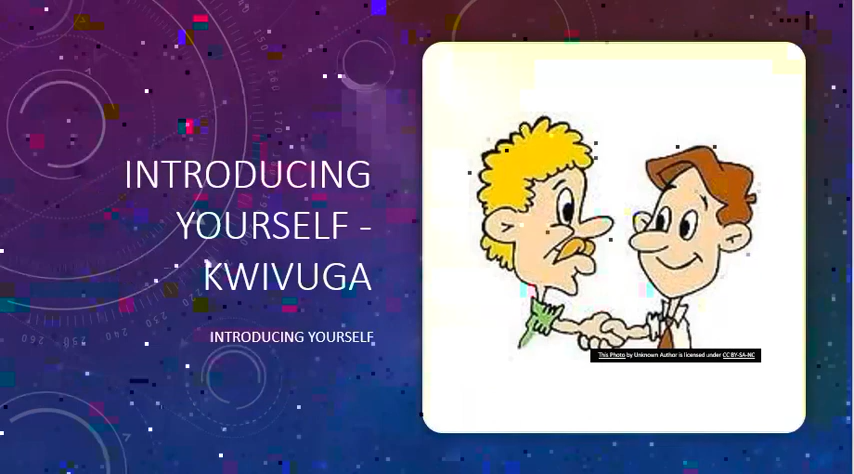 INTRODUCING
YOURSELF -
KWIVUGA
INTRODUCING YOURSELF
This Photo by Unknown Author is licensed under CC BY-SA-NC